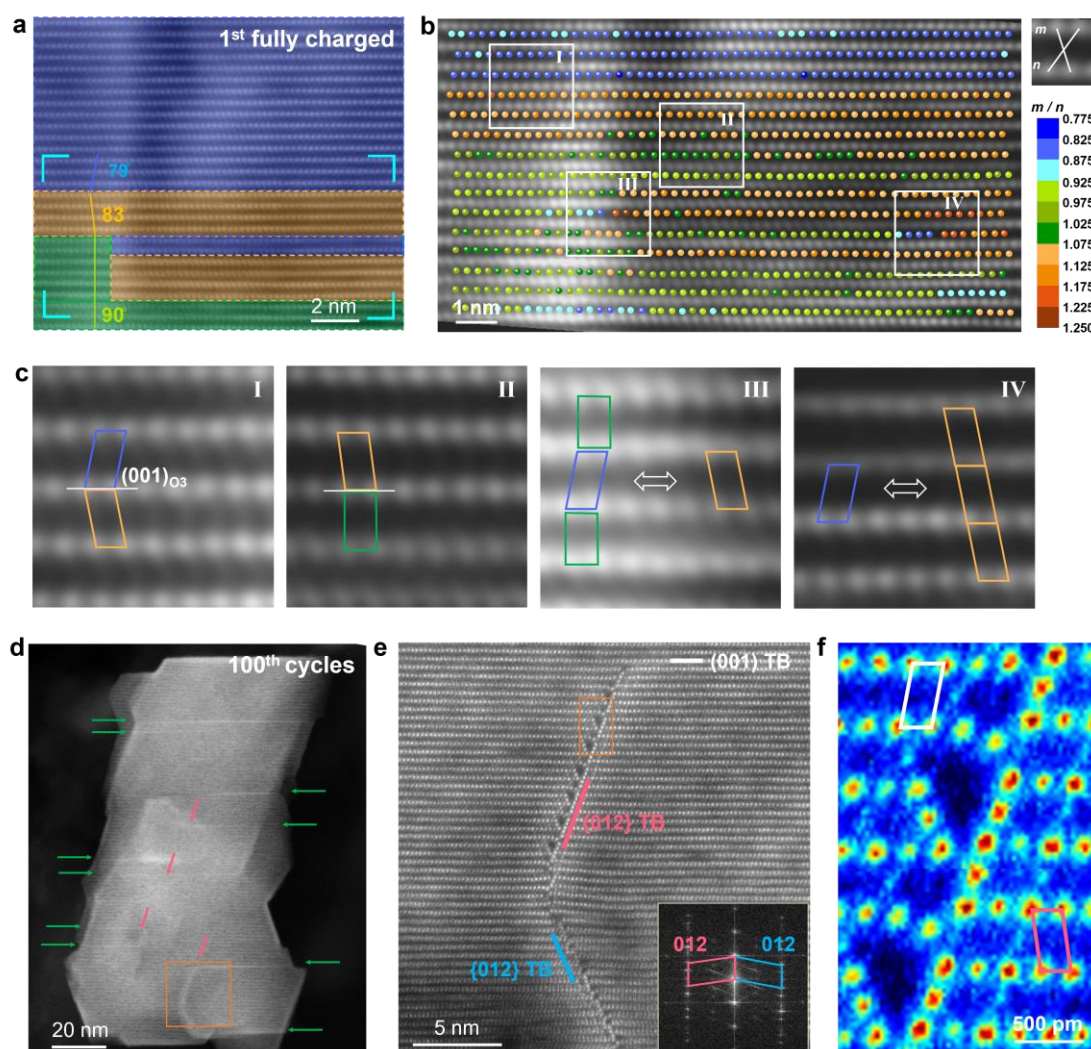 a
1st fully charged
79
83
90°
2 nm
b
I
II
III
IV
1 nm
m
n
m / n
0.775
0.825
0.875
0.925
0.975
1.025
1.075
1.125
1.175
1.225
1.250
c
I
(001)O3
II
III
IV
d
100th cycles
20 nm
e
(001) TB
{012} TB
{012} TB
012
012
5 nm
f
500 pm